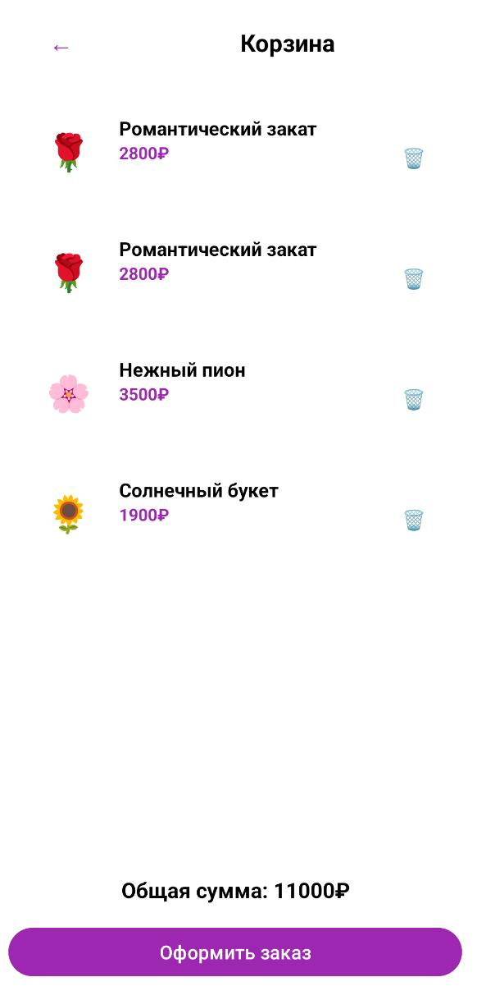 ← Корзина
Романтический закат
2800₽
Романтический закат
2800₽
Нежный пион
3500₽
Солнечный букет
1900₽
Общая сумма: 11000₽
Оформить заказ